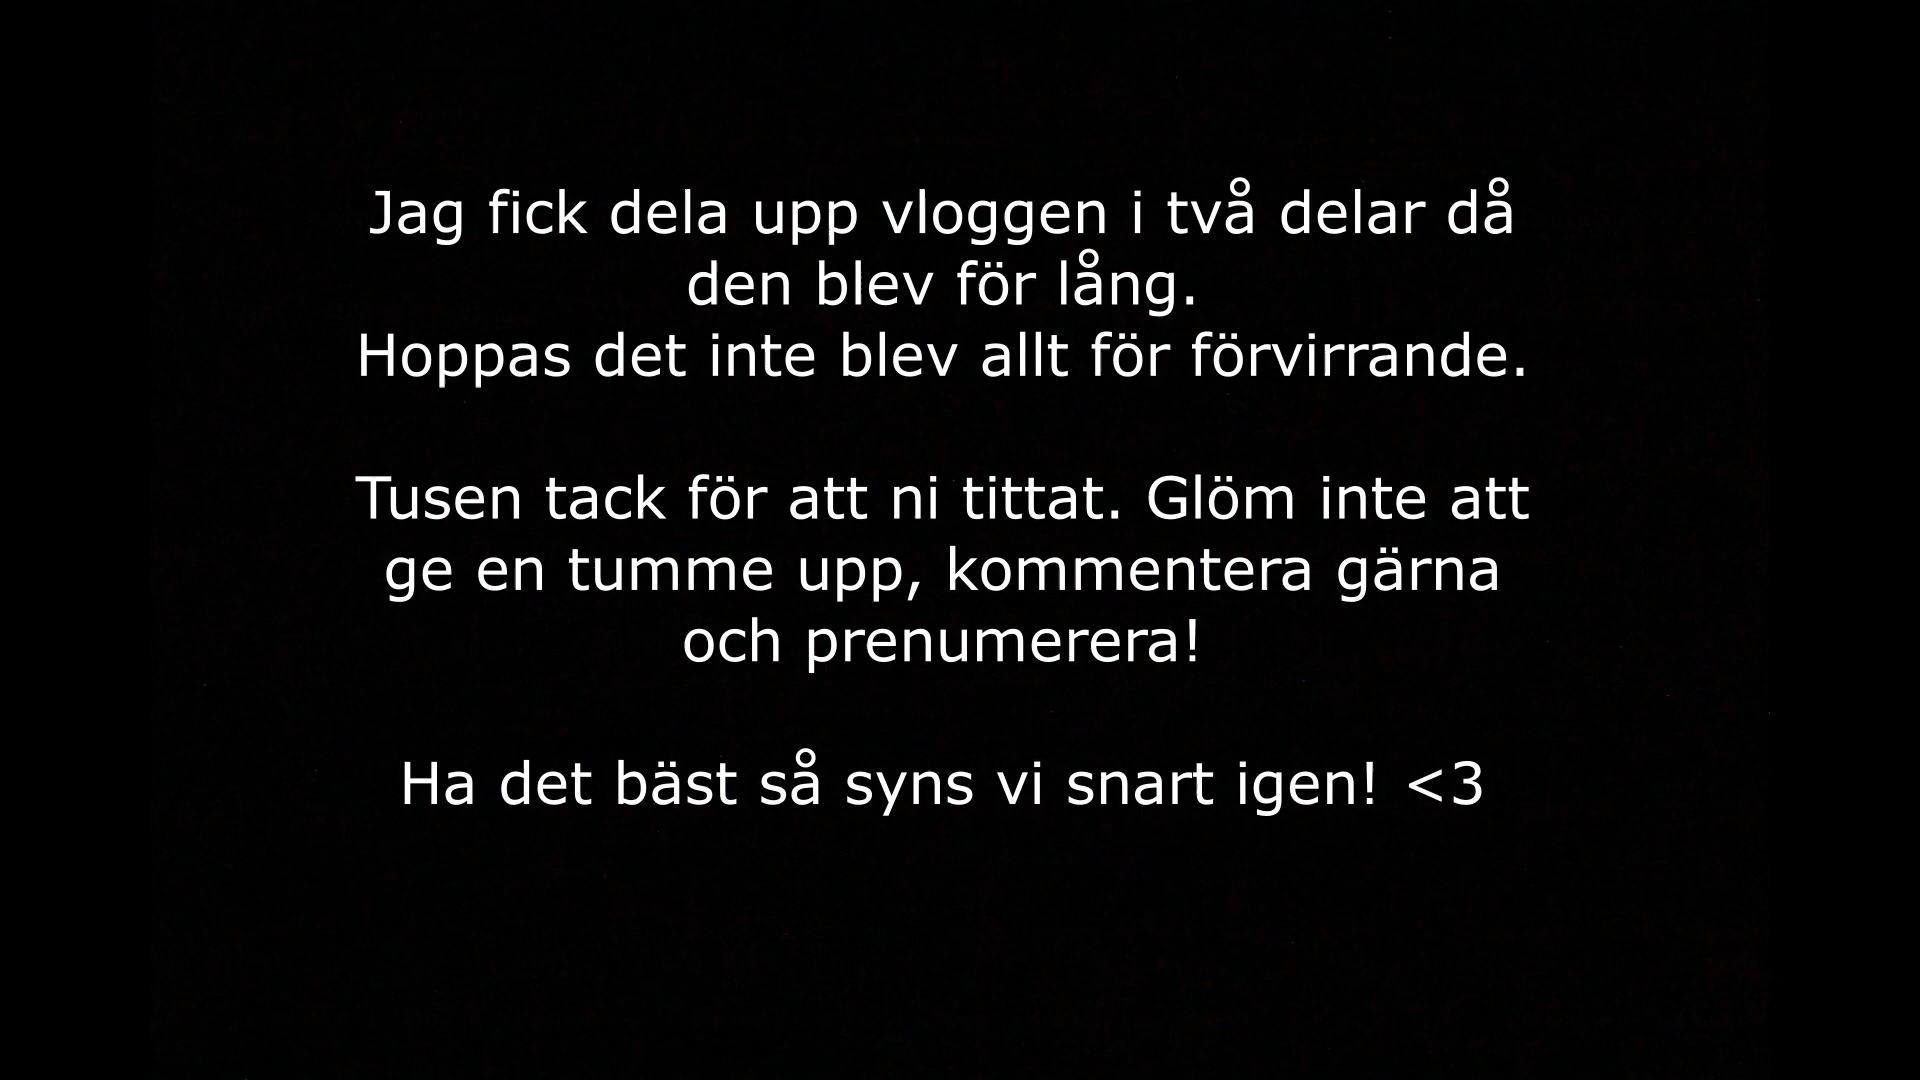 Jag fick dela upp vloggen i två delar då
den blev för lång.
Hoppas det inte blev allt för förvirrande.
Tusen tack för att ni tittat. Glöm inte att
ge en tumme upp, kommentera gärna
och prenumerera!
Ha det bäst så syns vi snart igen! <3